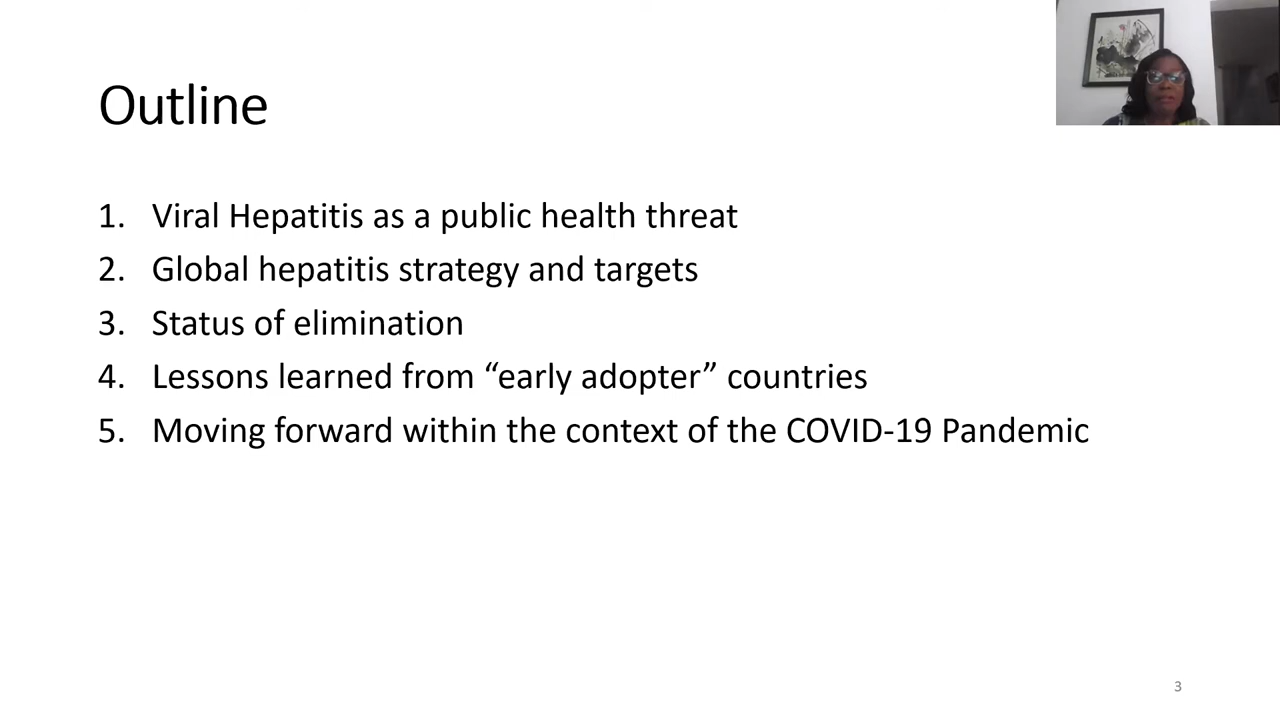 Outline
1. Viral Hepatitis as a public health threat
2. Global hepatitis strategy and targets
3. Status of elimination
4. Lessons learned from “early adopter” countries
5. Moving forward within the context of the COVID-19 Pandemic
3